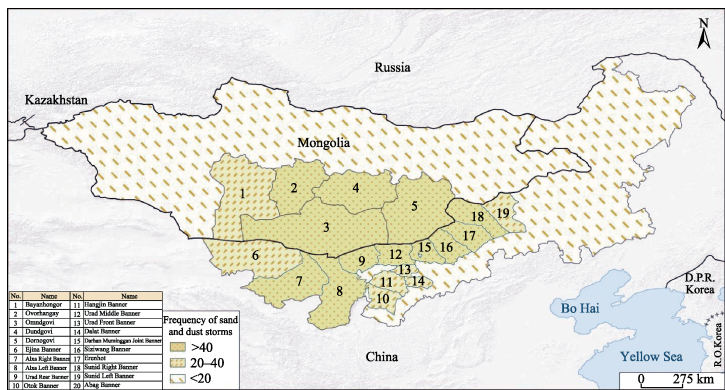 N
Russia
Kazakhstan
Mongolia
1
2
3
4
5
6
7
8
9
10
11
12
13
14
15
16
17
18
19
D.P.R.
Korea
R.O.Korea
Bo Hai
Yellow Sea
China
No. Name No. Name
1 Bayanhongor 11 Hangjin Banner
2 Ovorhangay 12 Urad Middle Banner
3 Omndgovi 13 Urad Front Banner
4 Dundgovi 14 Dalat Banner
5 Dornogovi 15 Darhan Muminggan Joint Banner
6 Ejina Banner 16 Siziwang Banner
7 Alxa Right Banner 17 Erenhot
8 Alxa Left Banner 18 Sunid Right Banner
9 Urad Rear Banner 19 Sunid Left Banner
10 Otok Banner 20 Abag Banner
Frequency of sand
and dust storms
>40
20–40
<20
0 275 km